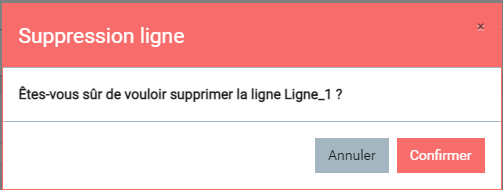 Suppression ligne
×
Êtes-vous sûr de vouloir supprimer la ligne Ligne_1 ?
Annuler
Confirmer